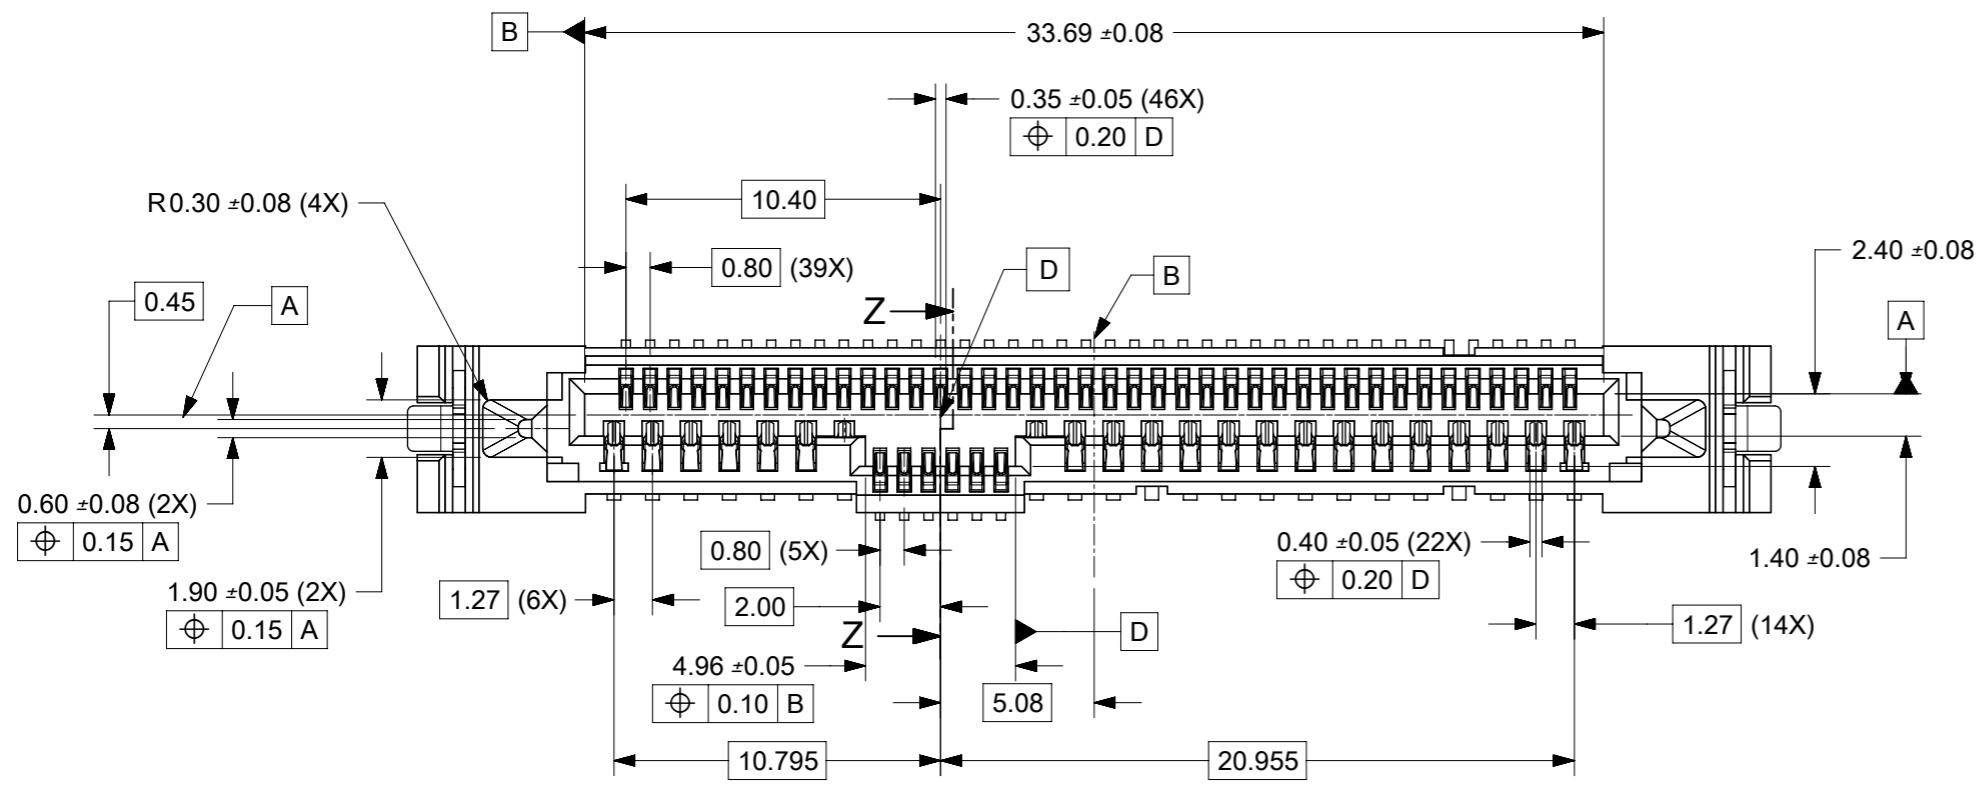 B
33.69 ±0.08
0.35 ±0.05 (46X)
⌖ 0.20 D
10.40
R0.30 ±0.08 (4X)
0.80 (39X)
D
B
2.40 ±0.08
0.45
A
Z
A
0.60 ±0.08 (2X)
⌖ 0.15 A
0.80 (5X)
0.40 ±0.05 (22X)
⌖ 0.20 D
1.40 ±0.08
1.90 ±0.05 (2X)
⌖ 0.15 A
1.27 (6X)
2.00
Z
D
1.27 (14X)
4.96 ±0.05
⌖ 0.10 B
5.08
10.795
20.955